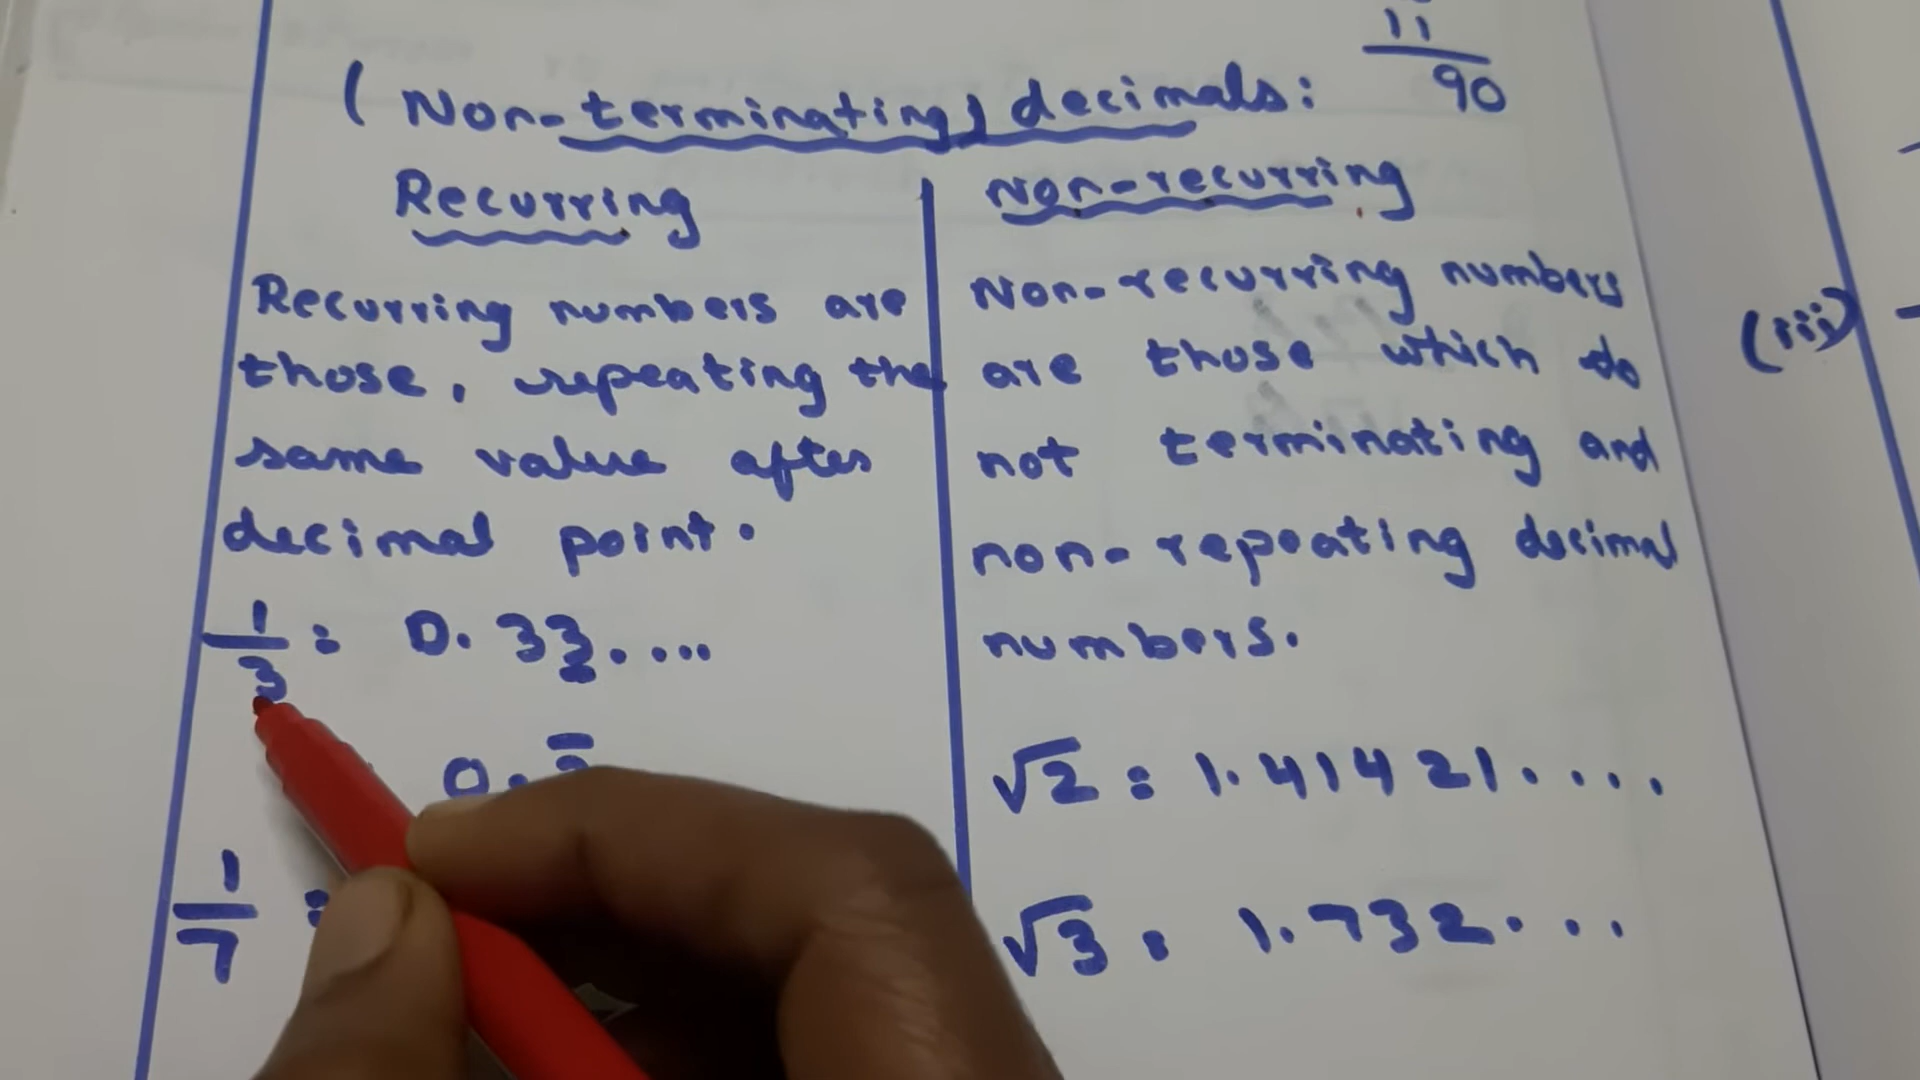 11
90
(Non-terminating) decimals:
Recurring
Recurring numbers are
those, repeating the
same value after
decimal point.
1
3 = 0.33.....
0.
1
7 =
Non-recurring
Non-recurring numbers
are those which do
not terminating and
non-repeating decimal
numbers.
√2 = 1.41421....
√3 = 1.732...
(iii)